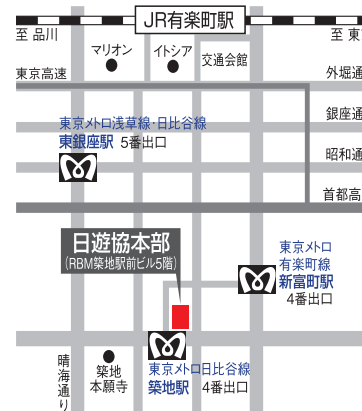 JR有楽町駅
至 品川
至 東
マリオン
イトシア
交通会館
東京高速
外堀通
東京メトロ浅草線・日比谷線
東銀座駅 5番出口
銀座通
昭和通
首都高
日遊協本部
(RBM築地駅前ビル5階)
東京メトロ
有楽町線
新富町駅
4番出口
晴海通り
築地
本願寺
東京メトロ日比谷線
築地駅 4番出口